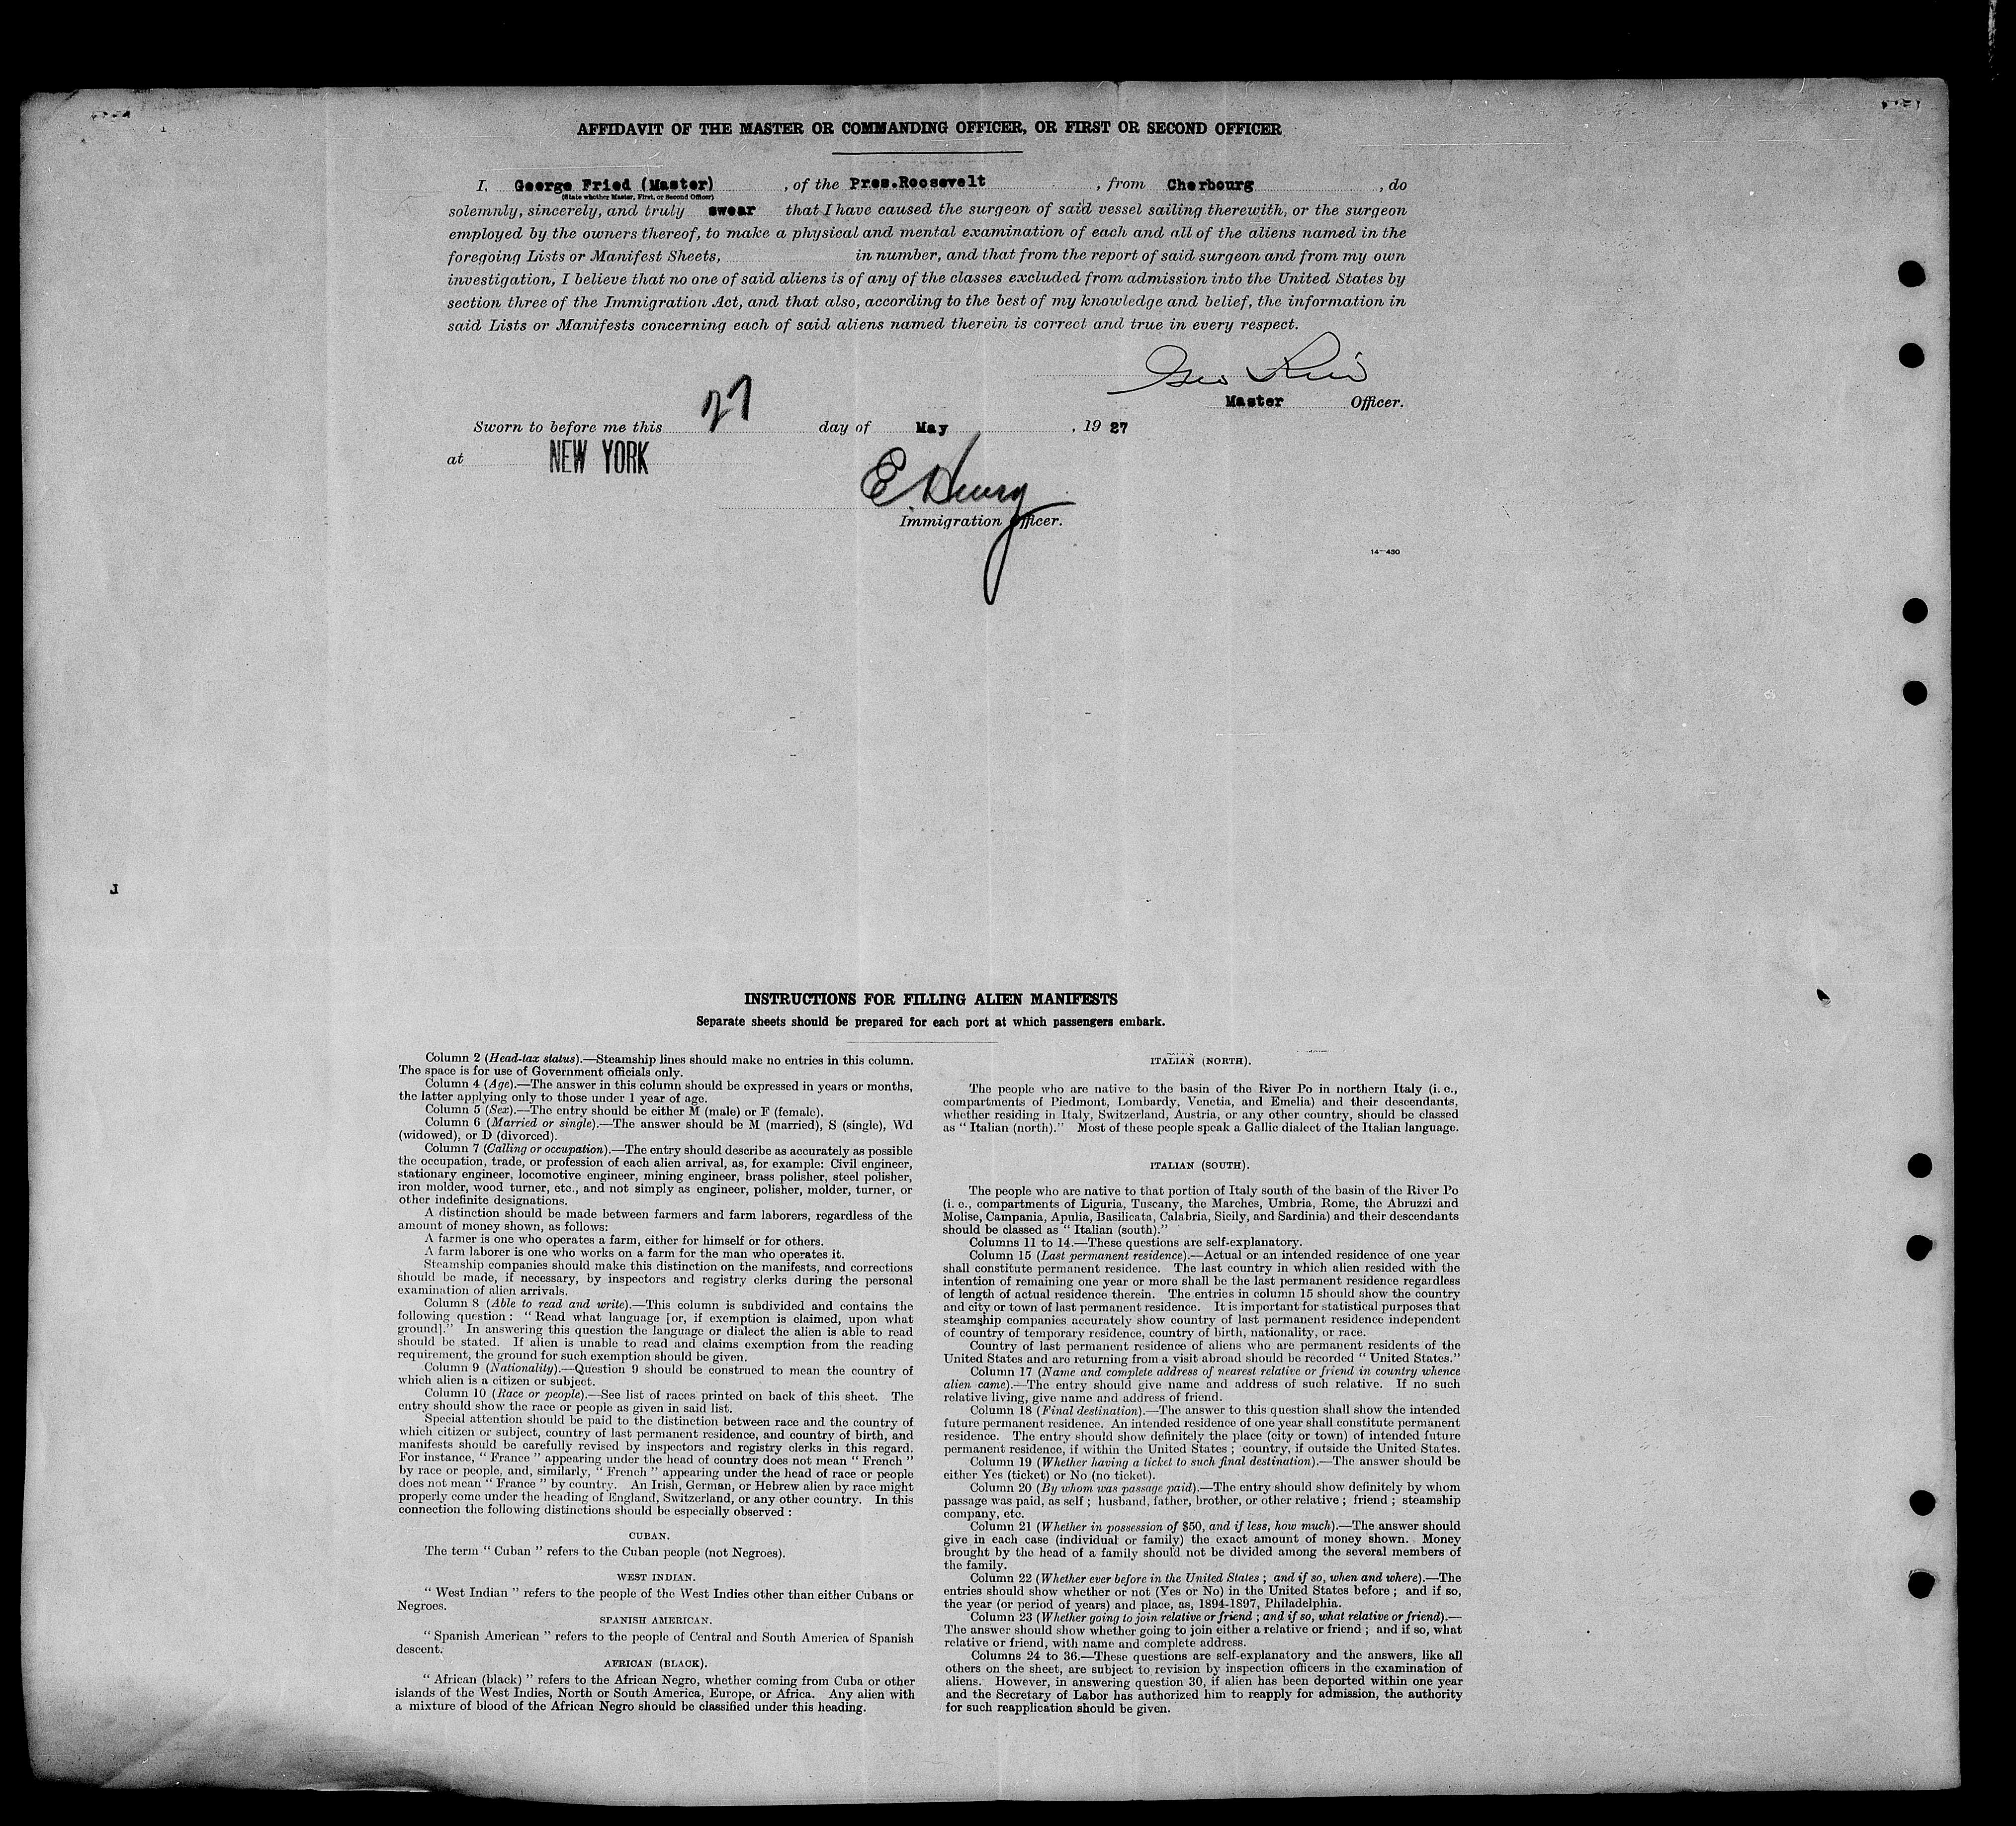 AFFIDAVIT OF THE MASTER OR COMMANDING OFFICER, OR FIRST OR SECOND OFFICER
I, George Fried (Master), of the Pres.Roosevelt, from Cherbourg, do
(State whether Master, First, or Second Officer)
solemnly, sincerely, and truly swear that I have caused the surgeon of said vessel sailing therewith, or the surgeon
employed by the owners thereof, to make a physical and mental examination of each and all of the aliens named in the
foregoing Lists or Manifest Sheets, in number, and that from the report of said surgeon and from my own
investigation, I believe that no one of said aliens is of any of the classes excluded from admission into the United States by
section three of the Immigration Act, and that also, according to the best of my knowledge and belief, the information in
said Lists or Manifests concerning each of said aliens named therein is correct and true in every respect.
Geo Fried
Master Officer.
Sworn to before me this 27 day of May, 19 27
at NEW YORK
E. Henry
Immigration Officer.
14-430
J
INSTRUCTIONS FOR FILLING ALIEN MANIFESTS
Separate sheets should be prepared for each port at which passengers embark.
Column 2 (Head-tax status).—Steamship lines should make no entries in this column.
The space is for use of Government officials only.
Column 4 (Age).—The answer in this column should be expressed in years or months,
the latter applying only to those under 1 year of age.
Column 5 (Sex).—The entry should be either M (male) or F (female).
Column 6 (Married or single).—The answer should be M (married), S (single), Wd
(widowed), or D (divorced).
Column 7 (Calling or occupation).—The entry should describe as accurately as possible
the occupation, trade, or profession of each alien arrival, as, for example: Civil engineer,
stationary engineer, locomotive engineer, mining engineer, brass polisher, steel polisher,
iron molder, wood turner, etc., and not simply as engineer, polisher, molder, turner, or
other indefinite designations.
A distinction should be made between farmers and farm laborers, regardless of the
amount of money shown, as follows:
A farmer is one who operates a farm, either for himself or for others.
A farm laborer is one who works on a farm for the man who operates it.
Steamship companies should make this distinction on the manifests, and corrections
should be made, if necessary, by inspectors and registry clerks during the personal
examination of alien arrivals.
Column 8 (Able to read and write).—This column is subdivided and contains the
following question: “ Read what language [or, if exemption is claimed, upon what
ground].” In answering this question the language or dialect the alien is able to read
should be stated. If alien is unable to read and claims exemption from the reading
requirement, the ground for such exemption should be given.
Column 9 (Nationality).—Question 9 should be construed to mean the country of
which alien is a citizen or subject.
Column 10 (Race or people).—See list of races printed on back of this sheet. The
entry should show the race or people as given in said list.
Special attention should be paid to the distinction between race and the country of
which citizen or subject, country of last permanent residence, and country of birth, and
manifests should be carefully revised by inspectors and registry clerks in this regard.
For instance, “ France ” appearing under the head of country does not mean “ French ”
by race or people, and, similarly, “ French ” appearing under the head of race or people
does not mean “ France ” by country. An Irish, German, or Hebrew alien by race might
properly come under the heading of England, Switzerland, or any other country. In this
connection the following distinctions should be especially observed :
CUBAN.
The term “ Cuban ” refers to the Cuban people (not Negroes).
WEST INDIAN.
“ West Indian ” refers to the people of the West Indies other than either Cubans or
Negroes.
SPANISH AMERICAN.
“ Spanish American ” refers to the people of Central and South America of Spanish
descent.
AFRICAN (BLACK).
“ African (black) ” refers to the African Negro, whether coming from Cuba or other
islands of the West Indies, North or South America, Europe, or Africa. Any alien with
a mixture of blood of the African Negro should be classified under this heading.
ITALIAN (NORTH).
The people who are native to the basin of the River Po in northern Italy (i. e.,
compartments of Piedmont, Lombardy, Venetia, and Emelia) and their descendants,
whether residing in Italy, Switzerland, Austria, or any other country, should be classed
as “ Italian (north).” Most of these people speak a Gallic dialect of the Italian language.
ITALIAN (SOUTH).
The people who are native to that portion of Italy south of the basin of the River Po
(i. e., compartments of Liguria, Tuscany, the Marches, Umbria, Rome, the Abruzzi and
Molise, Campania, Apulia, Basilicata, Calabria, Sicily, and Sardinia) and their descendants
should be classed as “ Italian (south).”
Columns 11 to 14.—These questions are self-explanatory.
Column 15 (Last permanent residence).—Actual or an intended residence of one year
shall constitute permanent residence. The last country in which alien resided with the
intention of remaining one year or more shall be the last permanent residence regardless
of length of actual residence therein. The entries in column 15 should show the country
and city or town of last permanent residence. It is important for statistical purposes that
steamship companies accurately show country of last permanent residence independent
of country of temporary residence, country of birth, nationality, or race.
Country of last permanent residence of aliens who are permanent residents of the
United States and are returning from a visit abroad should be recorded “ United States.”
Column 17 (Name and complete address of nearest relative or friend in country whence
alien came).—The entry should give name and address of such relative. If no such
relative living, give name and address of friend.
Column 18 (Final destination).—The answer to this question shall show the intended
future permanent residence. An intended residence of one year shall constitute permanent
residence. The entry should show definitely the place (city or town) of intended future
permanent residence, if within the United States ; country, if outside the United States.
Column 19 (Whether having a ticket to such final destination).—The answer should be
either Yes (ticket) or No (no ticket).
Column 20 (By whom was passage paid).—The entry should show definitely by whom
passage was paid, as self ; husband, father, brother, or other relative ; friend ; steamship
company, etc.
Column 21 (Whether in possession of $50, and if less, how much).—The answer should
give in each case (individual or family) the exact amount of money shown. Money
brought by the head of a family should not be divided among the several members of
the family.
Column 22 (Whether ever before in the United States ; and if so, when and where).—The
entries should show whether or not (Yes or No) in the United States before ; and if so,
the year (or period of years) and place, as, 1894-1897, Philadelphia.
Column 23 (Whether going to join relative or friend ; and if so, what relative or friend).—
The answer should show whether going to join either a relative or friend ; and if so, what
relative or friend, with name and complete address.
Columns 24 to 36.—These questions are self-explanatory and the answers, like all
others on the sheet, are subject to revision by inspection officers in the examination of
aliens. However, in answering question 30, if alien has been deported within one year
and the Secretary of Labor has authorized him to reapply for admission, the authority
for such reapplication should be given.